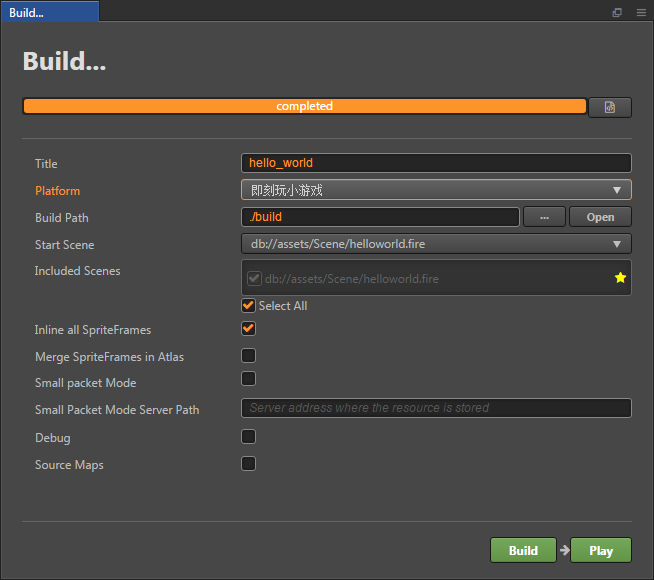 Build...
Build...
completed
Title
hello_world
Platform
即刻玩小游戏
Build Path
./build
...
Open
Start Scene
db://assets/Scene/helloworld.fire
Included Scenes
db://assets/Scene/helloworld.fire
Select All
Inline all SpriteFrames
Merge SpriteFrames in Atlas
Small packet Mode
Small Packet Mode Server Path
Server address where the resource is stored
Debug
Source Maps
Build
Play